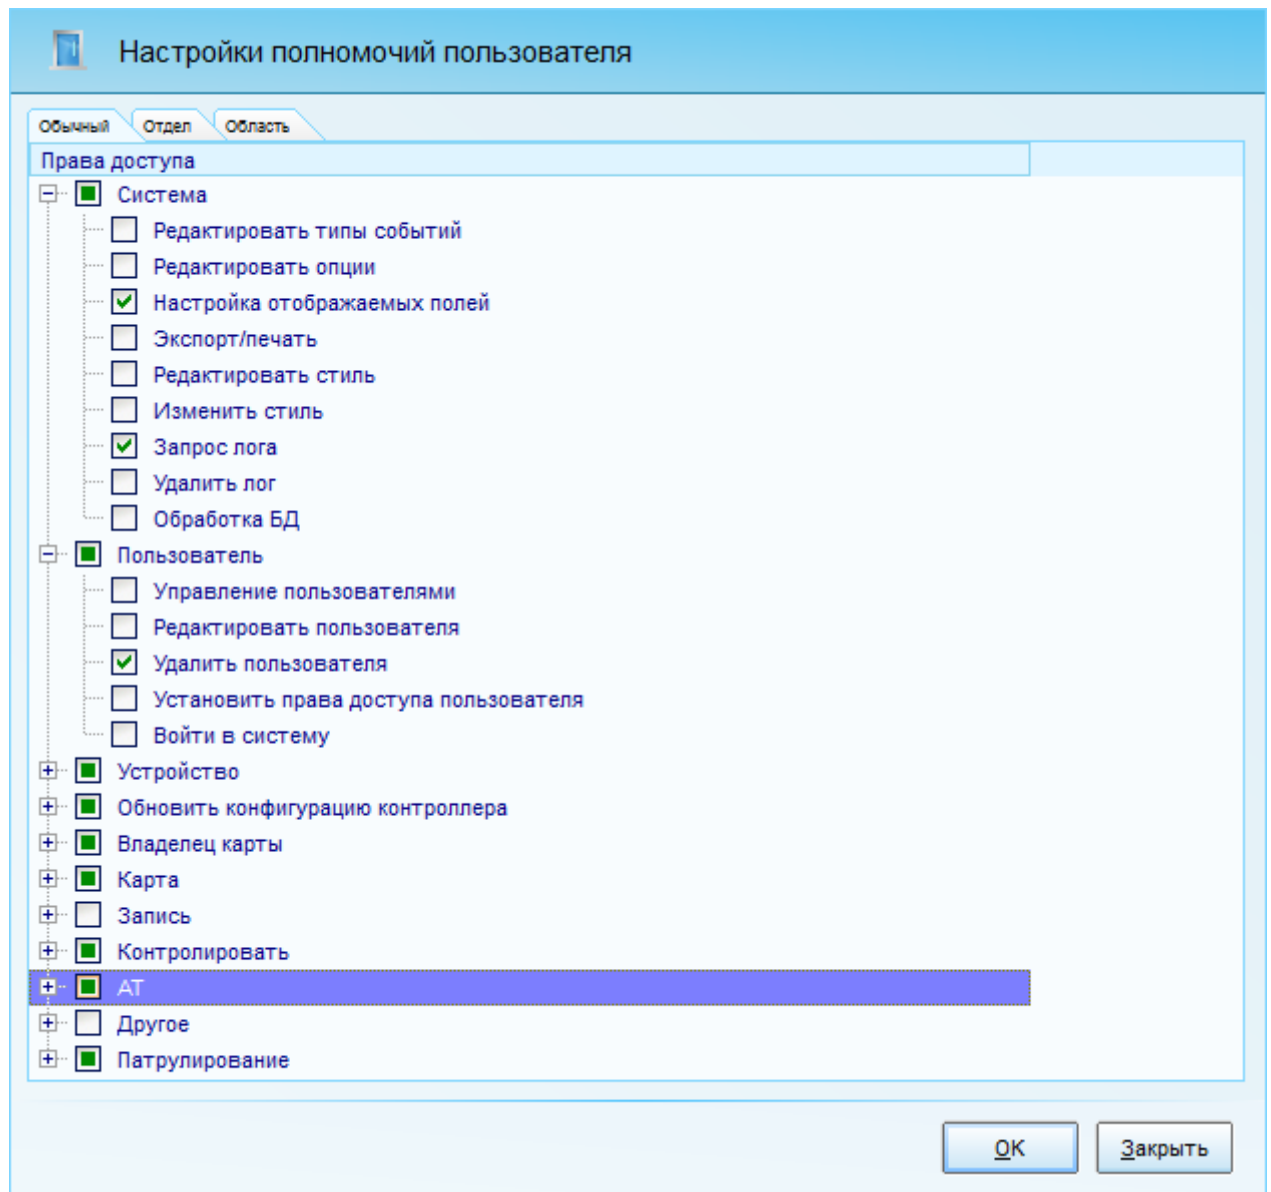 Настройки полномочий пользователя
Обычный Отдел Область
Права доступа
Система
Редактировать типы событий
Редактировать опции
Настройка отображаемых полей
Экспорт/печать
Редактировать стиль
Изменить стиль
Запрос лога
Удалить лог
Обработка БД
Пользователь
Управление пользователями
Редактировать пользователя
Удалить пользователя
Установить права доступа пользователя
Войти в систему
Устройство
Обновить конфигурацию контроллера
Владелец карты
Карта
Запись
Контролировать
АТ
Другое
Патрулирование
OK Закрыть